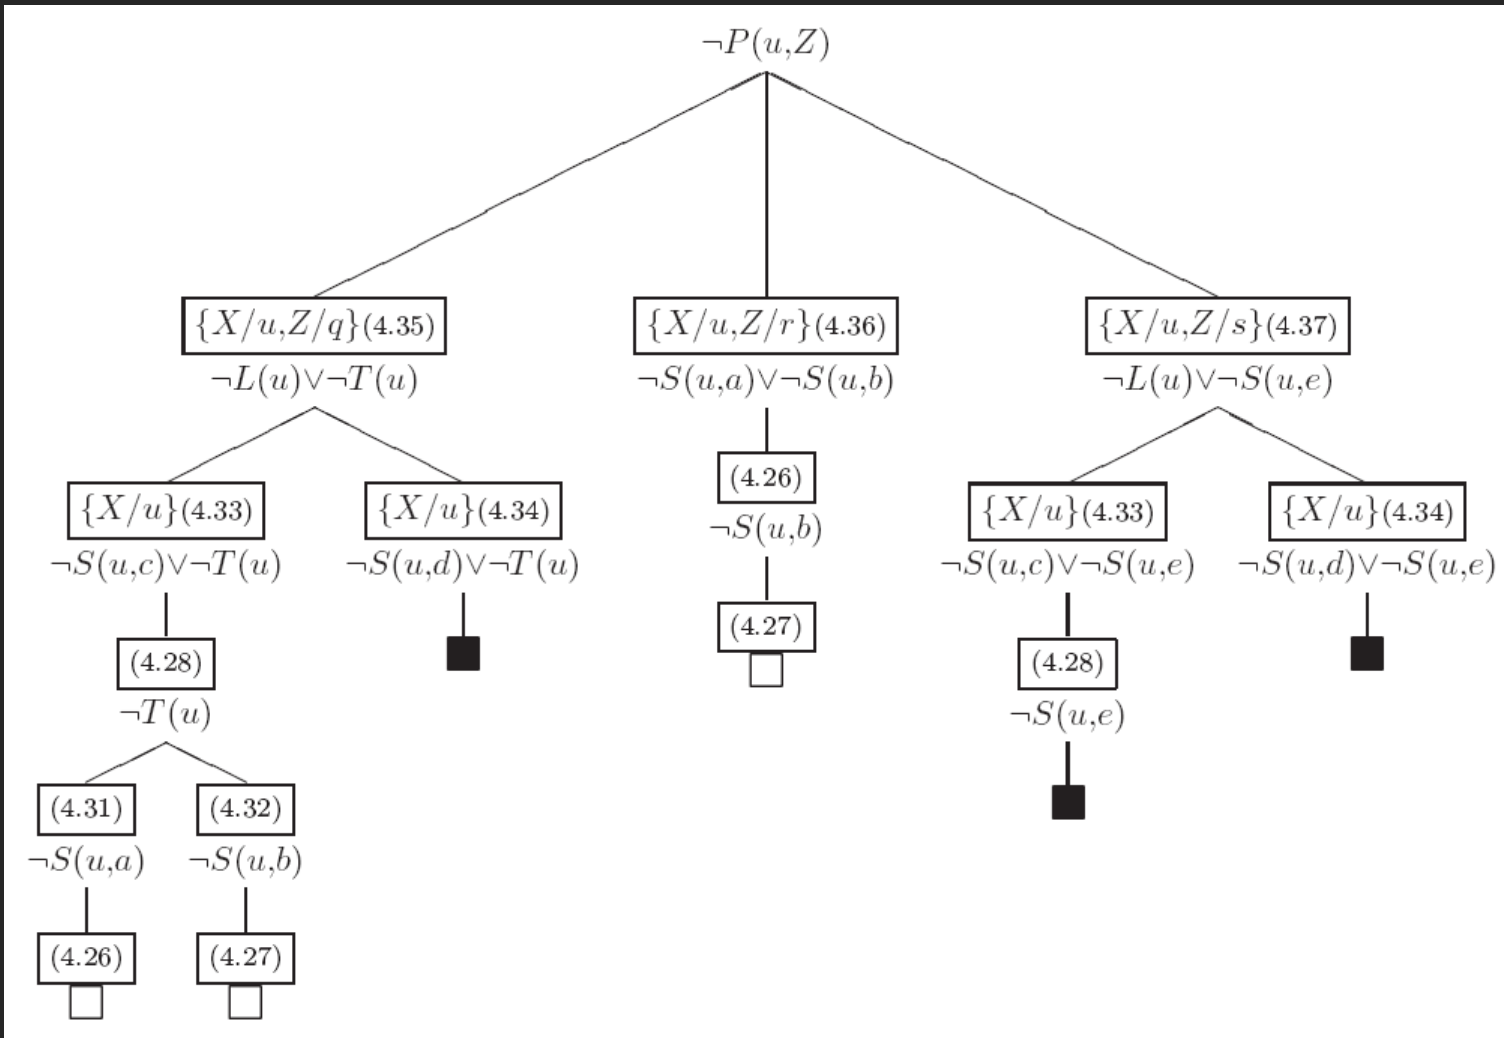 ¬P(u,Z)
{X/u,Z/q}(4.35) {X/u,Z/r}(4.36) {X/u,Z/s}(4.37)
¬L(u)∨¬T(u) ¬S(u,a)∨¬S(u,b) ¬L(u)∨¬S(u,e)
(4.26)
{X/u}(4.33) {X/u}(4.34) {X/u}(4.33) {X/u}(4.34)
¬S(u,b)
¬S(u,c)∨¬T(u) ¬S(u,d)∨¬T(u) ¬S(u,c)∨¬S(u,e) ¬S(u,d)∨¬S(u,e)
(4.27)
(4.28) (4.28)
¬T(u) ¬S(u,e)
(4.31) (4.32)
¬S(u,a) ¬S(u,b)
(4.26) (4.27)